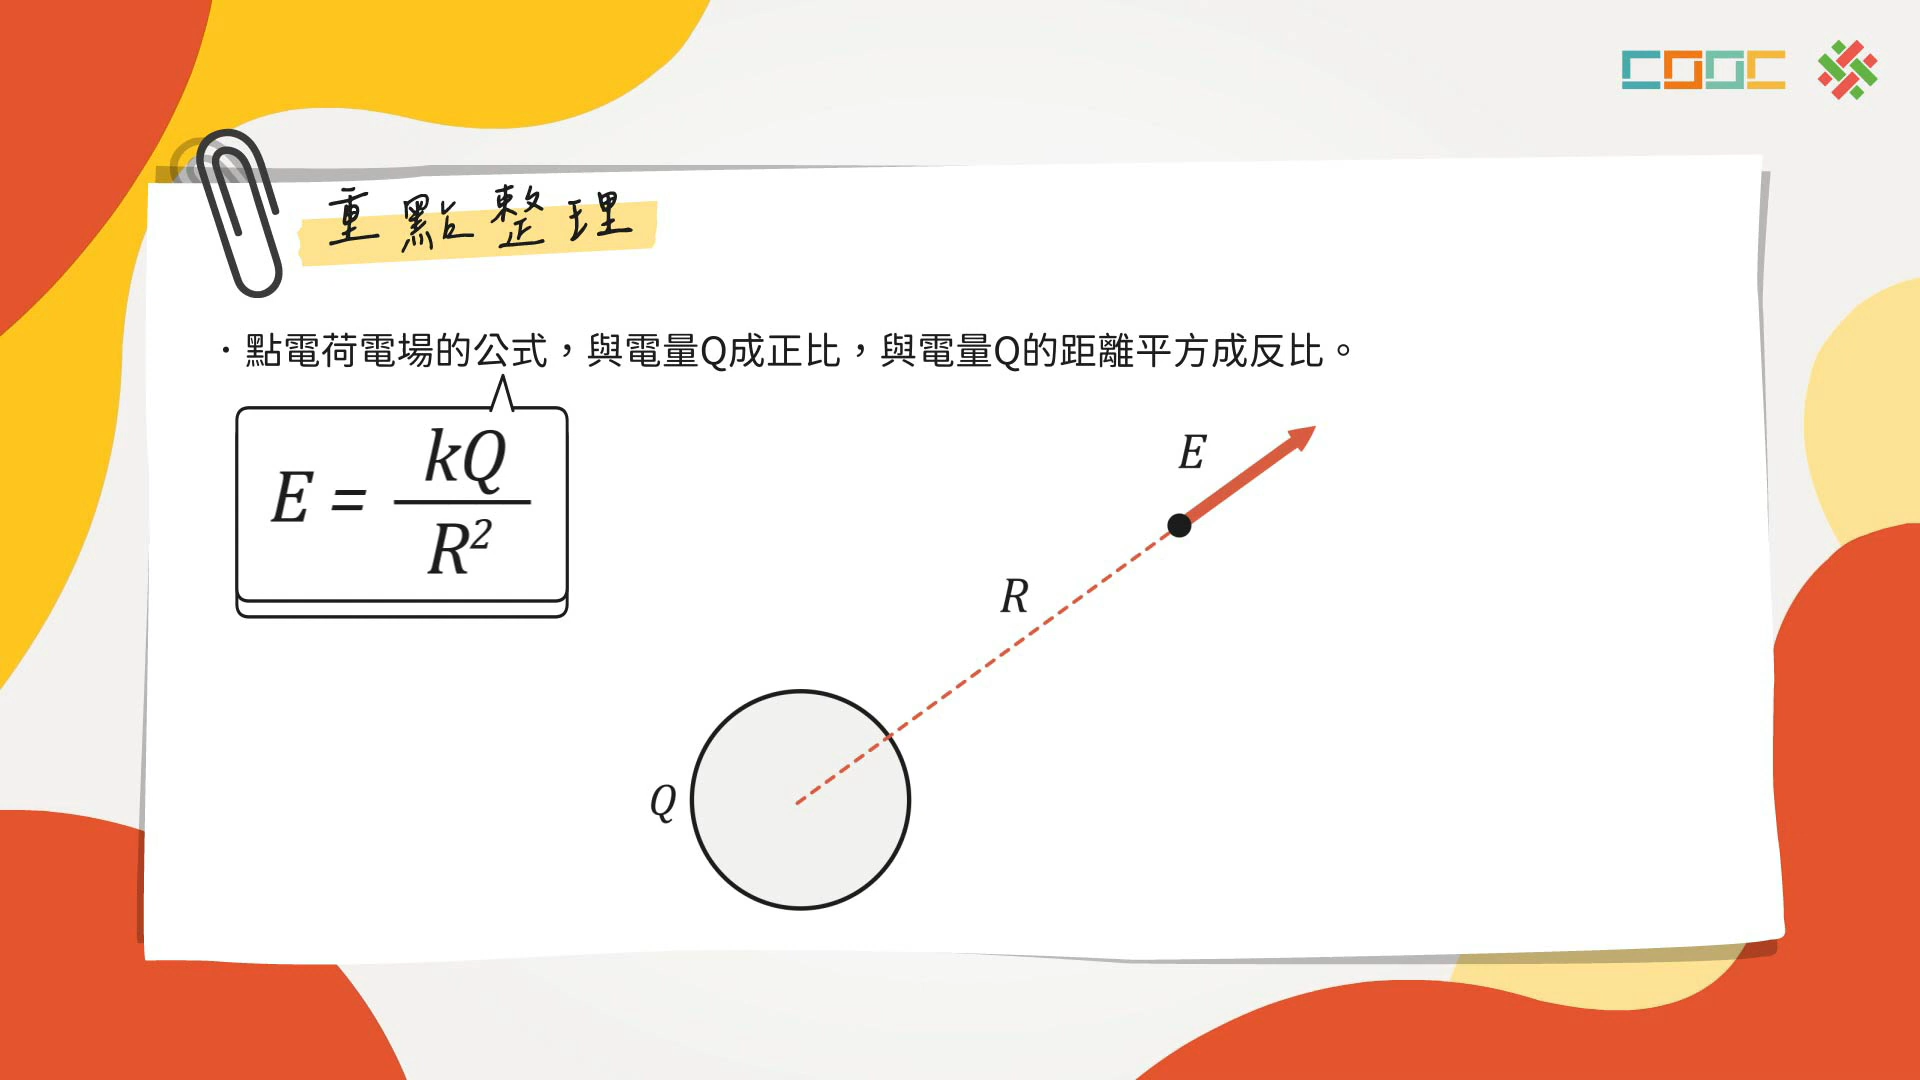 COOC
重點整理
・點電荷電場的公式，與電量Q成正比，與電量Q的距離平方成反比。
E = kQ / R²
E
R
Q